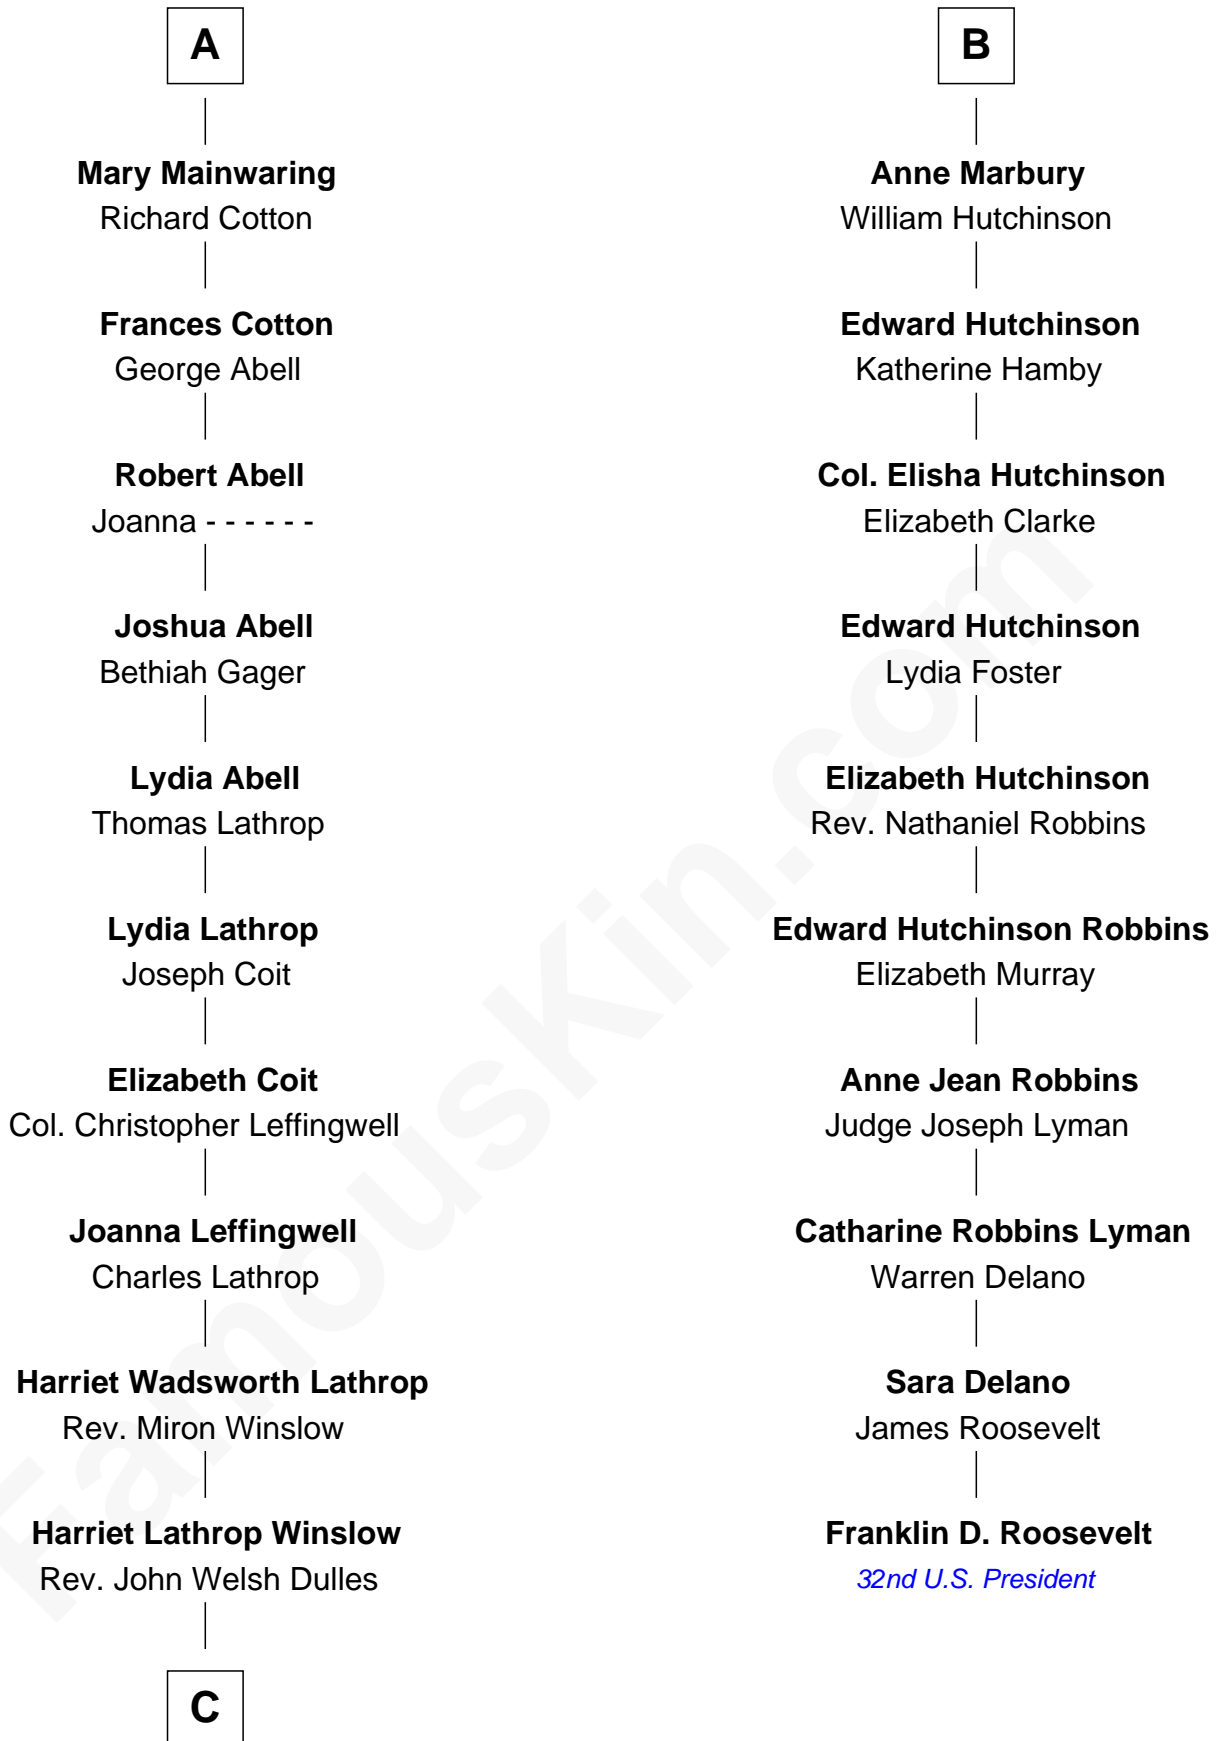 A
Mary Mainwaring
Richard Cotton
Frances Cotton
George Abell
Robert Abell
Joanna - - - - - -
Joshua Abell
Bethiah Gager
Lydia Abell
Thomas Lathrop
Lydia Lathrop
Joseph Coit
Elizabeth Coit
Col. Christopher Leffingwell
Joanna Leffingwell
Charles Lathrop
Harriet Wadsworth Lathrop
Rev. Miron Winslow
Harriet Lathrop Winslow
Rev. John Welsh Dulles
C
B
Anne Marbury
William Hutchinson
Edward Hutchinson
Katherine Hamby
Col. Elisha Hutchinson
Elizabeth Clarke
Edward Hutchinson
Lydia Foster
Elizabeth Hutchinson
Rev. Nathaniel Robbins
Edward Hutchinson Robbins
Elizabeth Murray
Anne Jean Robbins
Judge Joseph Lyman
Catharine Robbins Lyman
Warren Delano
Sara Delano
James Roosevelt
Franklin D. Roosevelt
32nd U.S. President
FamousKin.com